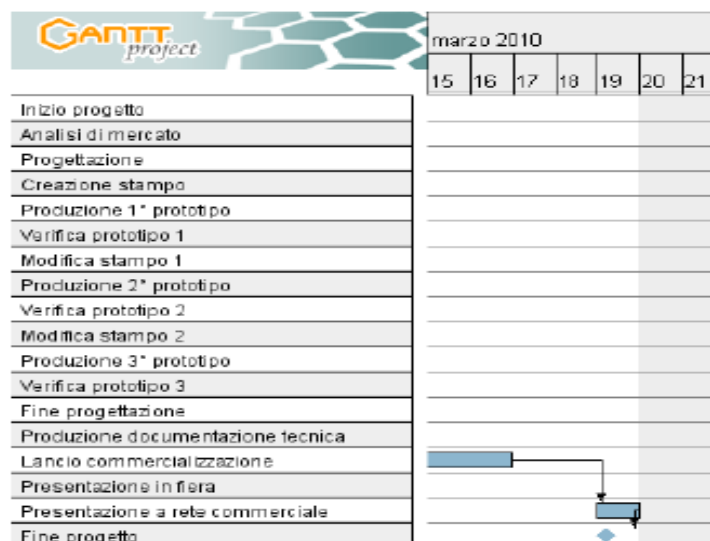 GANTT
project
marzo 2010
15 16 17 18 19 20 21
Inizio progetto
Analisi di mercato
Progettazione
Creazione stampo
Produzione 1° prototipo
Verifica prototipo 1
Modifica stampo 1
Produzione 2° prototipo
Verifica prototipo 2
Modifica stampo 2
Produzione 3° prototipo
Verifica prototipo 3
Fine progettazione
Produzione documentazione tecnica
Lancio commercializzazione
Presentazione in fiera
Presentazione a rete commerciale
Fine progetto